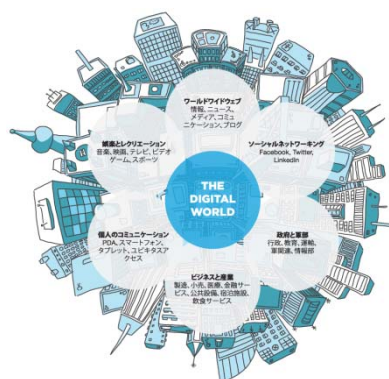 ワールドワイドウェブ
情報、ニュース、
メディア、コミュ
ニケーション、ブログ
娯楽とレクリエーション
音楽、映画、テレビ、ビデオ
ゲーム、スポーツ
ソーシャルネットワーキング
Facebook, Twitter,
LinkedIn
THE
DIGITAL
WORLD
個人のコミュニケーション
PDA、スマートフォン、
タブレット、ユビキタスア
クセス
政府と軍部
行政、教育、運輸、
軍関連、情報部
ビジネスと産業
製造、小売、医療、金融サー
ビス、公共設備、宿泊施設、
飲食サービス